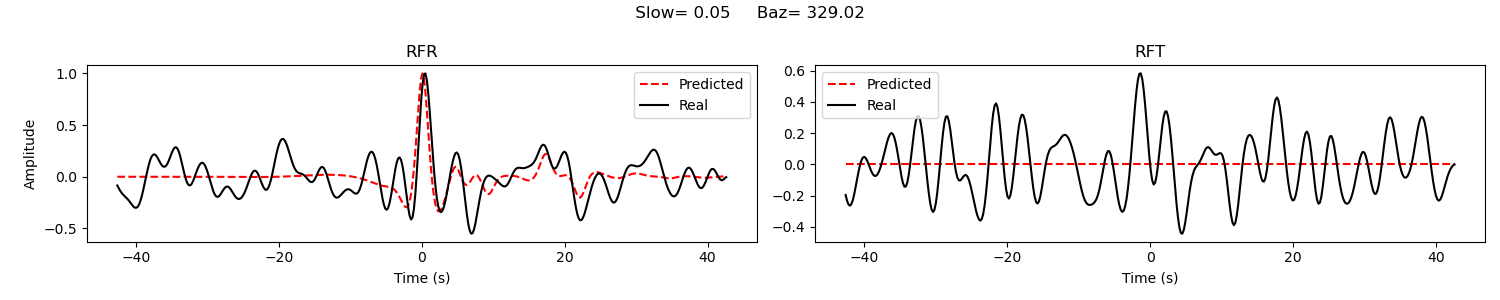 Slow= 0.05 Baz= 329.02
RFR
1.0
0.5
0.0
−0.5
Amplitude
Predicted
Real
−40 −20 0 20 40
Time (s)
RFT
0.6
0.4
0.2
0.0
−0.2
−0.4
Predicted
Real
−40 −20 0 20 40
Time (s)